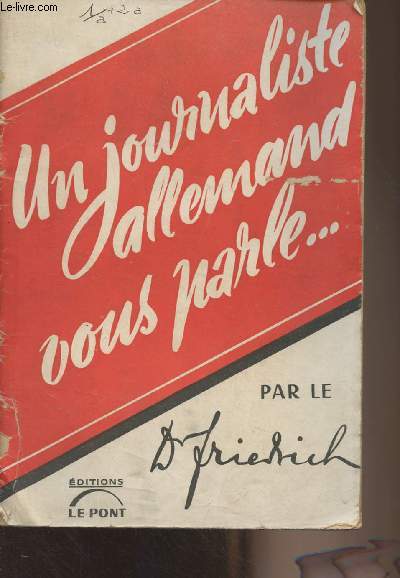 Le-livre.com
Un journaliste
allemand
vous parle...
PAR LE
Dr Friedrich
ÉDITIONS
LE PONT